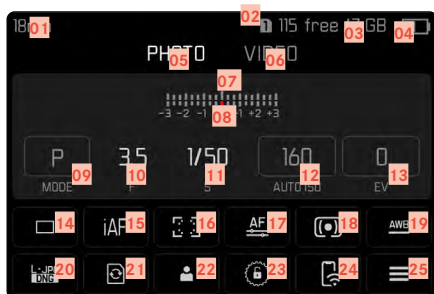 01
02
1 115 free GB
03
04
PHOTO VIDEO
05 06
07
08
-3 -2 -1 +1 +2 +3
P 3.5 1/50 160 0
09 10 11 12 13
MODE F S AUTO ISO EV
14 iAF 15 16 AF 17 18 AWB 19
L-JPG
DNG 20 21 22 23 24 25